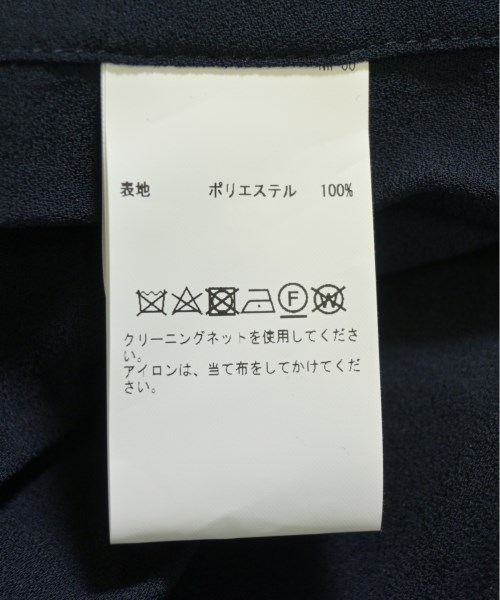 表地 ポリエステル 100%
F W
クリーニングネットを使用してくださ
い。
アイロンは、当て布をしてかけてくだ
さい。